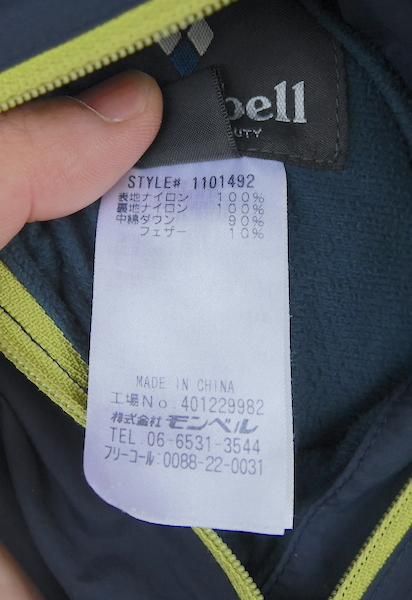 bell
UTY
STYLE# 1101492
表地ナイロン 100%
裏地ナイロン 100%
中綿ダウン 90%
フェザー 10%
MADE IN CHINA
工場No. 401229982
株式会社 モンベル
TEL. 06-6531-3544
フリーコール: 0088-22-0031